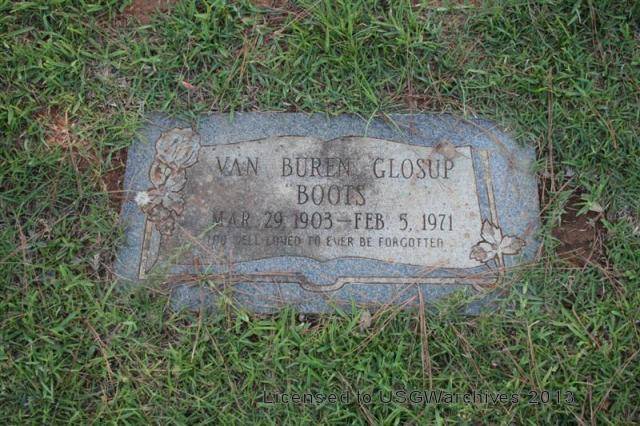 VAN BUREN GLOSUP
"BOOTS"
MAR. 29, 1903—FEB. 5, 1971
TOO WELL LOVED TO EVER BE FORGOTTEN
Licensed to USGWarchives 2013